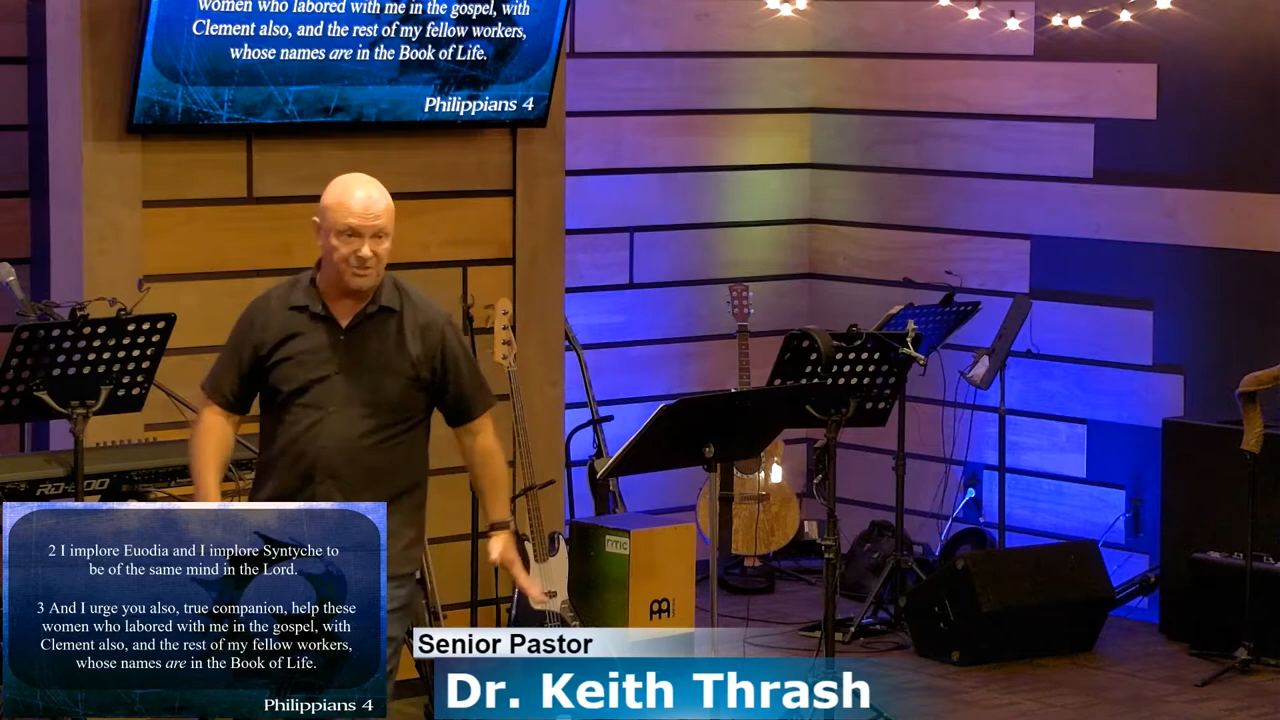 women who labored with me in the gospel, with
Clement also, and the rest of my fellow workers,
whose names are in the Book of Life.
Philippians 4
RD-800
2 I implore Euodia and I implore Syntyche to
be of the same mind in the Lord.
3 And I urge you also, true companion, help these
women who labored with me in the gospel, with
Clement also, and the rest of my fellow workers,
whose names are in the Book of Life.
Philippians 4
Senior Pastor
Dr. Keith Thrash